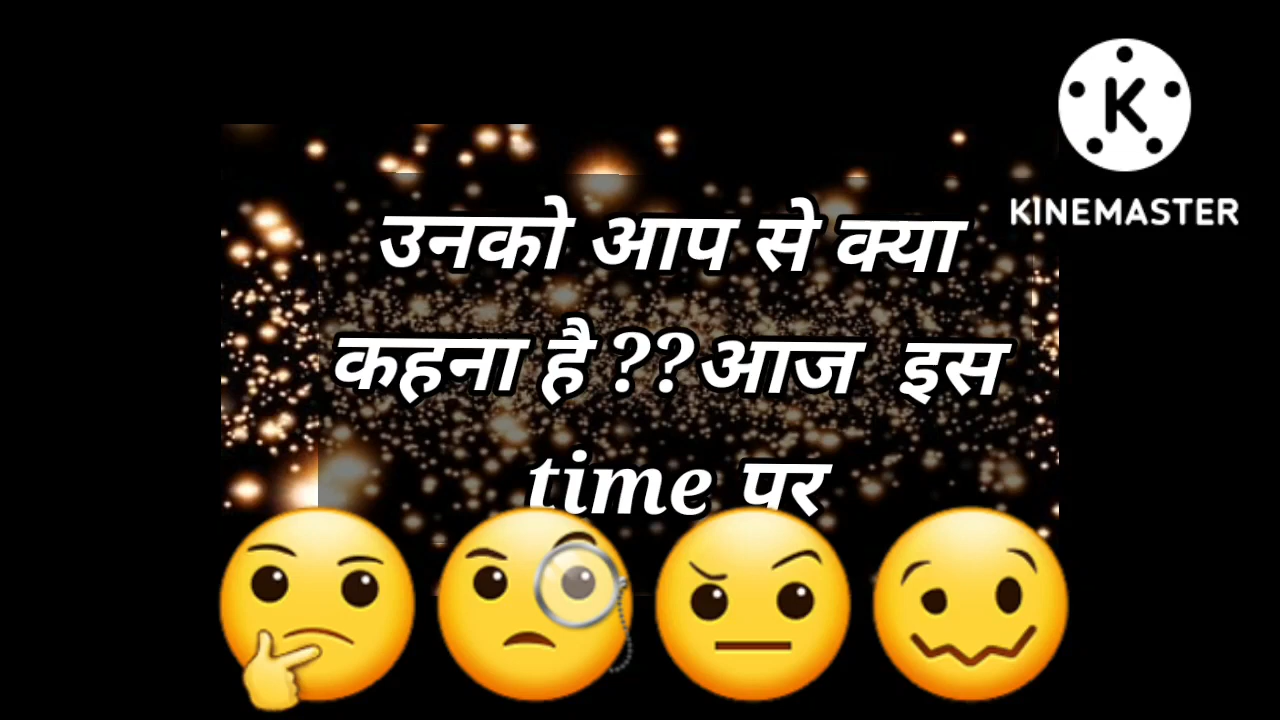 KINEMASTER
उनको आप से क्या
कहना है ??आज इस
time पर